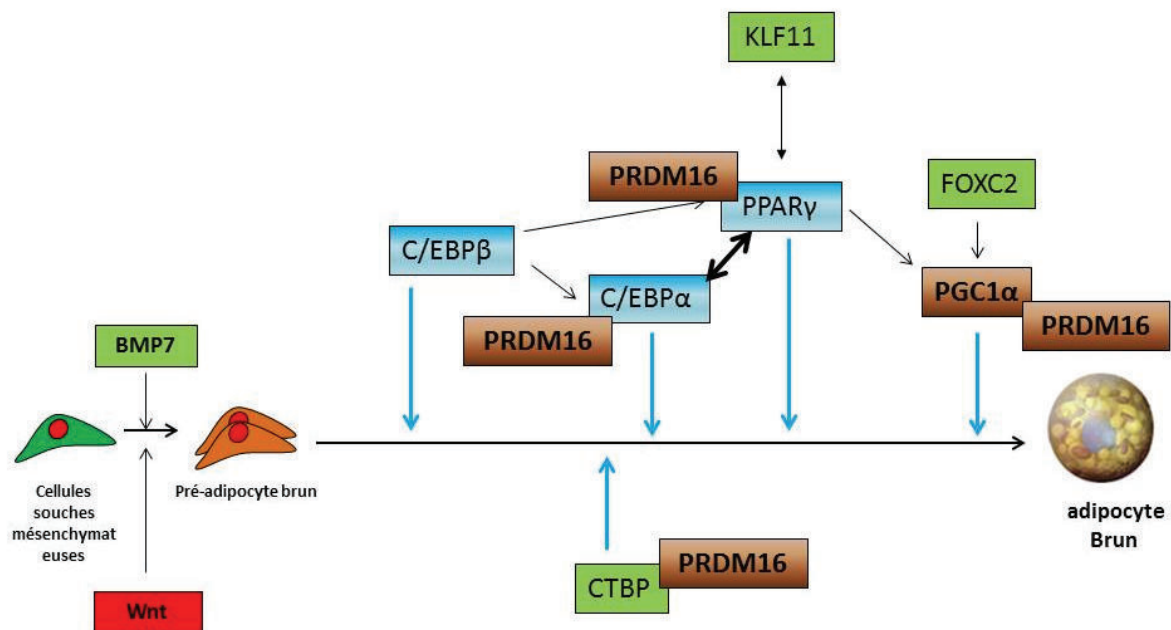 KLF11
PRDM16
PPARγ
FOXC2
C/EBPβ
C/EBPα
PRDM16
PGC1α
PRDM16
BMP7
Cellules
souches
mésenchymat
euses
Pré-adipocyte brun
adipocyte
Brun
Wnt
CTBP
PRDM16